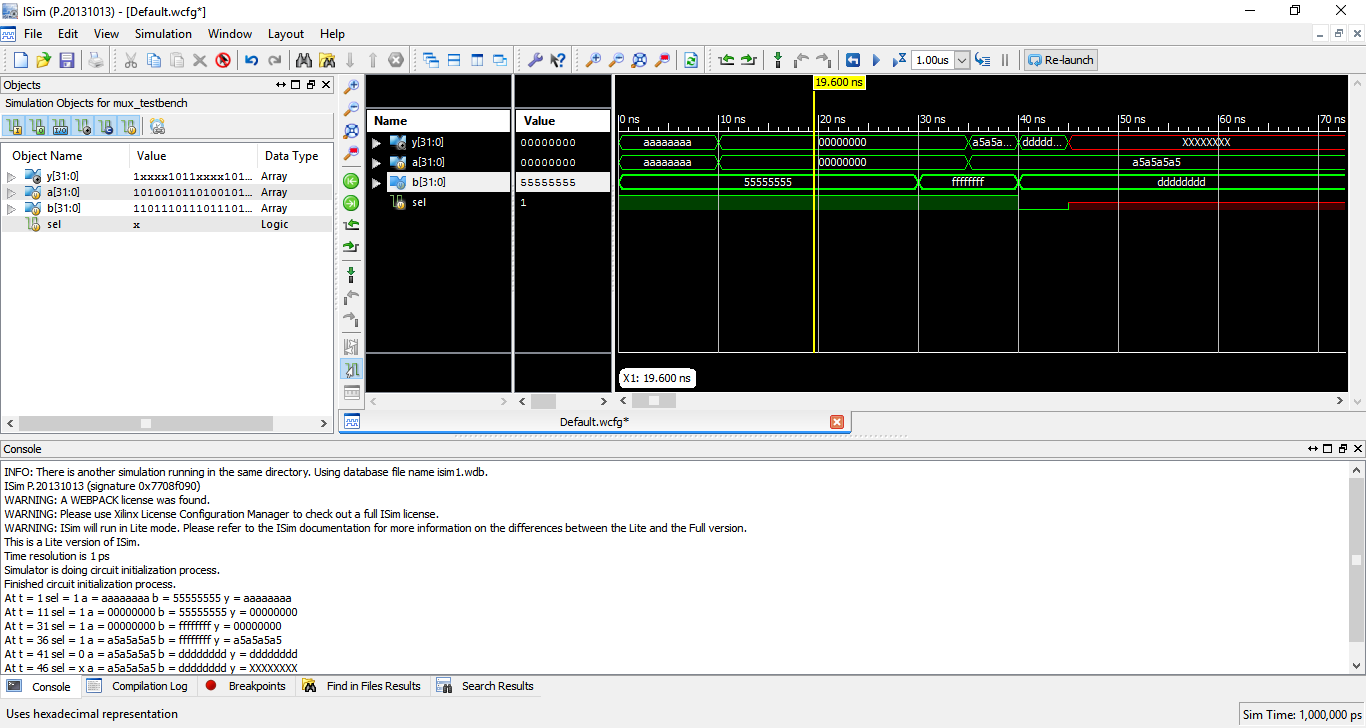 ISim (P.20131013) - [Default.wcfg*]
File Edit View Simulation Window Layout Help
1.00us
Re-launch
Objects
Simulation Objects for mux_testbench
Object Name Value Data Type
y[31:0] 1xxxx1011xxxx101... Array
a[31:0] 1010010110100101... Array
b[31:0] 1101110111011101... Array
sel x Logic
19.600 ns
Name Value
0 ns 10 ns 20 ns 30 ns 40 ns 50 ns 60 ns 70 ns
y[31:0] 00000000 aaaaaaaa 00000000 a5a5a... ddddd... XXXXXXXX
a[31:0] 00000000 aaaaaaaa 00000000 a5a5a5a5
b[31:0] 55555555 55555555 ffffffff dddddddd
sel 1
X1: 19.600 ns
Default.wcfg*
Console
INFO: There is another simulation running in the same directory. Using database file name isim1.wdb.
ISim P.20131013 (signature 0x7708f090)
WARNING: A WEBPACK license was found.
WARNING: Please use Xilinx License Configuration Manager to check out a full ISim license.
WARNING: ISim will run in Lite mode. Please refer to the ISim documentation for more information on the differences between the Lite and the Full version.
This is a Lite version of ISim.
Time resolution is 1 ps
Simulator is doing circuit initialization process.
Finished circuit initialization process.
At t = 1 sel = 1 a = aaaaaaaa b = 55555555 y = aaaaaaaa
At t = 11 sel = 1 a = 00000000 b = 55555555 y = 00000000
At t = 31 sel = 1 a = 00000000 b = ffffffff y = 00000000
At t = 36 sel = 1 a = a5a5a5a5 b = ffffffff y = a5a5a5a5
At t = 41 sel = 0 a = a5a5a5a5 b = dddddddd y = dddddddd
At t = 46 sel = x a = a5a5a5a5 b = dddddddd y = XXXXXXXX
Console Compilation Log Breakpoints Find in Files Results Search Results
Uses hexadecimal representation
Sim Time: 1,000,000 ps